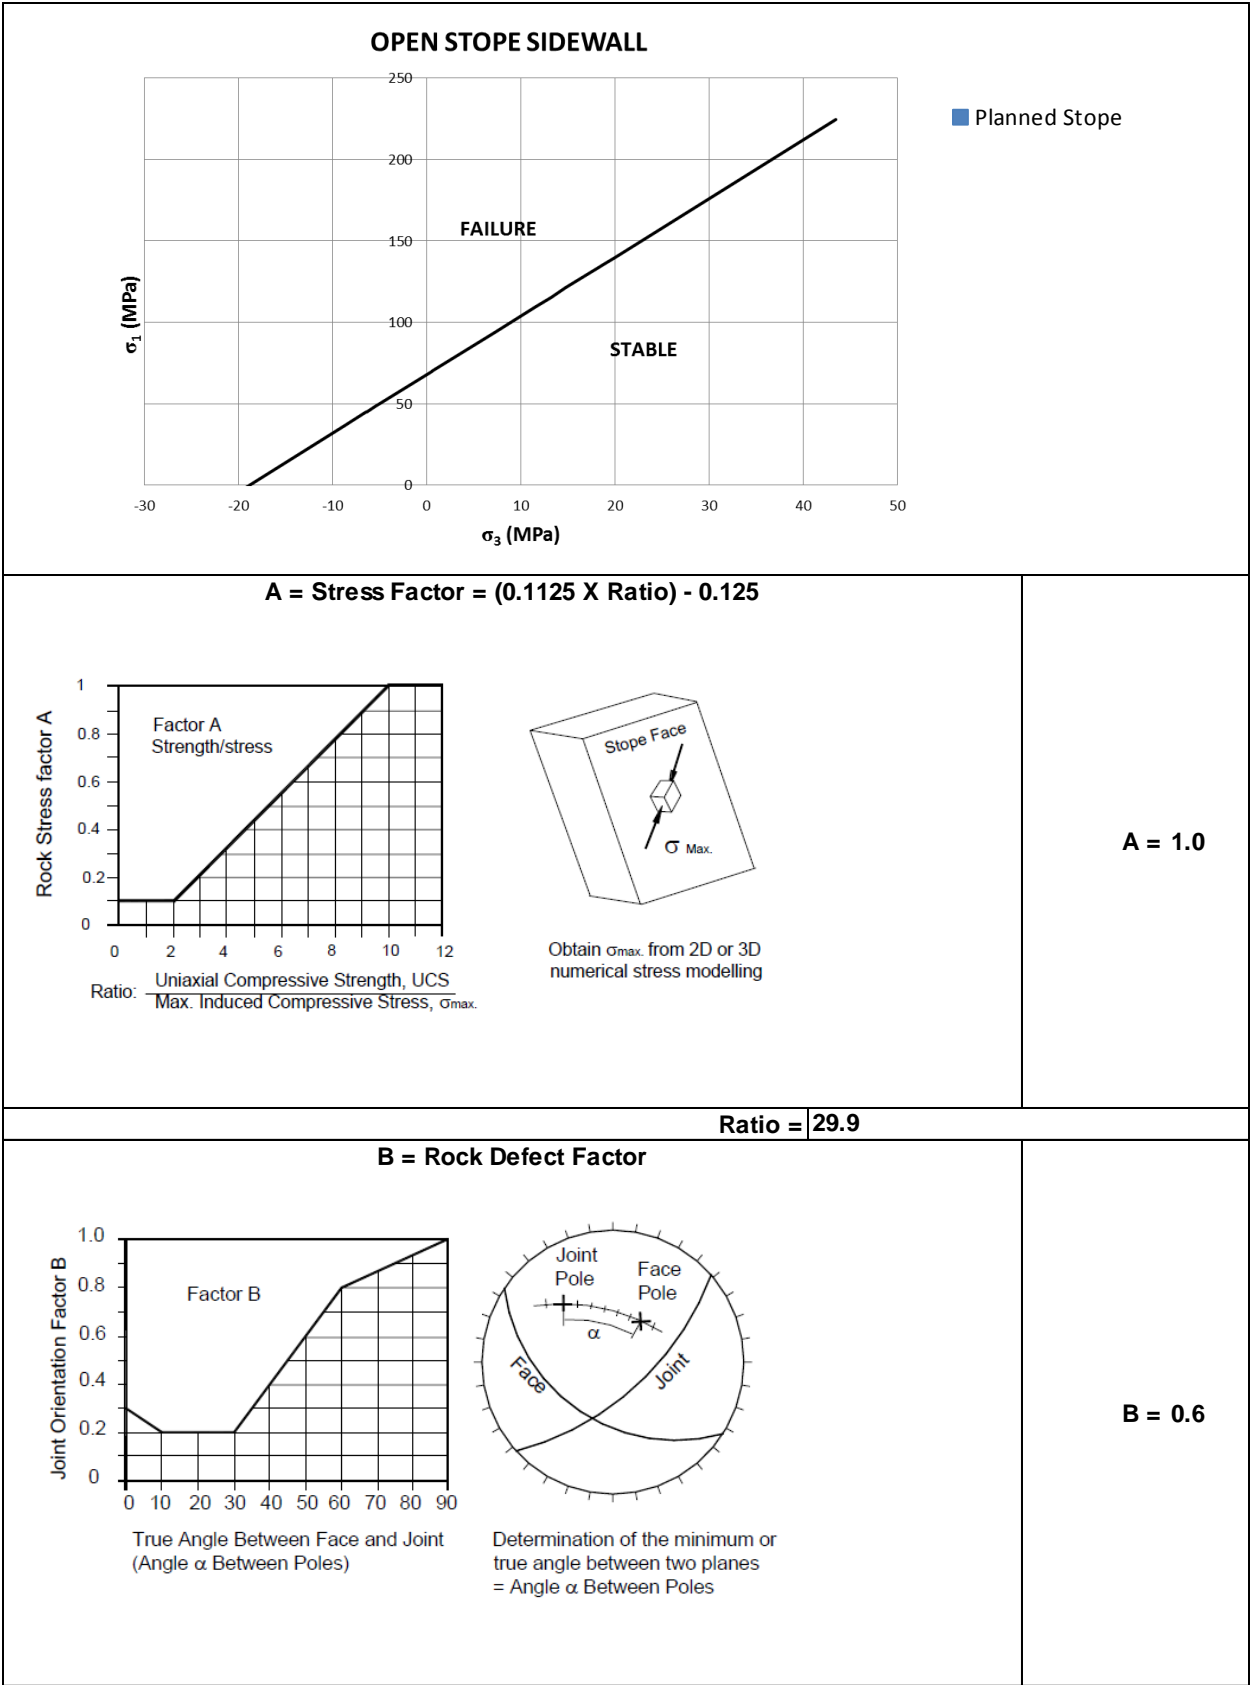 OPEN STOPE SIDEWALL
250
200
150
100
50
0
-30 -20 -10 0 10 20 30 40 50
σ1 (MPa)
σ3 (MPa)
FAILURE
STABLE
Planned Stope
A = Stress Factor = (0.1125 X Ratio) - 0.125
Rock Stress factor A
1
0.8
0.6
0.4
0.2
0
Factor A
Strength/stress
0 2 4 6 8 10 12
Ratio: Uniaxial Compressive Strength, UCS
Max. Induced Compressive Stress, σmax.
Stope Face
σ Max.
Obtain σmax. from 2D or 3D
numerical stress modelling
A = 1.0
Ratio = 29.9
B = Rock Defect Factor
Joint Orientation Factor B
1.0
0.8
0.6
0.4
0.2
0
Factor B
0 10 20 30 40 50 60 70 80 90
True Angle Between Face and Joint
(Angle α Between Poles)
Joint
Pole
Face
Pole
α
Face
Joint
Determination of the minimum or
true angle between two planes
= Angle α Between Poles
B = 0.6